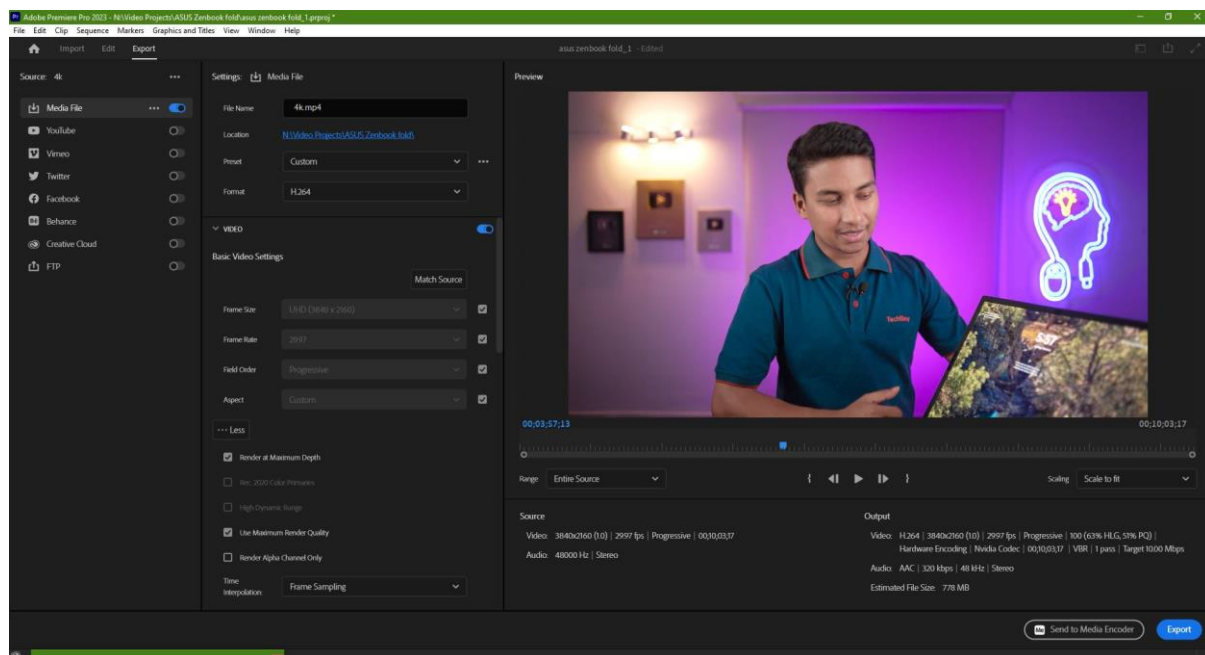 Adobe Premiere Pro 2023 - N:\Video Projects\ASUS Zenbook fold\asus zenbook fold_1.prproj *
File Edit Clip Sequence Markers Graphics and Titles View Window Help
Import Edit Export
asus zenbook fold_1 - Edited
Source: 4k
Media File
YouTube
Vimeo
Twitter
Facebook
Behance
Creative Cloud
FTP
Settings: Media File
File Name 4k.mp4
Location N:\Video Projects\ASUS Zenbook fold\
Preset Custom
Format H.264
VIDEO
Basic Video Settings
Match Source
Frame Size UHD (3840 x 2160)
Frame Rate 29.97
Field Order Progressive
Aspect Custom
Less
Render at Maximum Depth
Rec. 2020 Color Primaries
High Dynamic Range
Use Maximum Render Quality
Render Alpha Channel Only
Time
Interpolation: Frame Sampling
Preview
00;03;57;13 00;10;03;17
Range Entire Source Scaling Scale to fit
Source
Video: 3840x2160 (1.0) | 29.97 fps | Progressive | 00;10;03;17
Audio: 48000 Hz | Stereo
Output
Video: H.264 | 3840x2160 (1.0) | 29.97 fps | Progressive | 100 (63% HLG, 51% PQ) |
Hardware Encoding | Nvidia Codec | 00;10;03;17 | VBR | 1 pass | Target 10.00 Mbps
Audio: AAC | 320 kbps | 48 kHz | Stereo
Estimated File Size: 778 MB
Me Send to Media Encoder Export